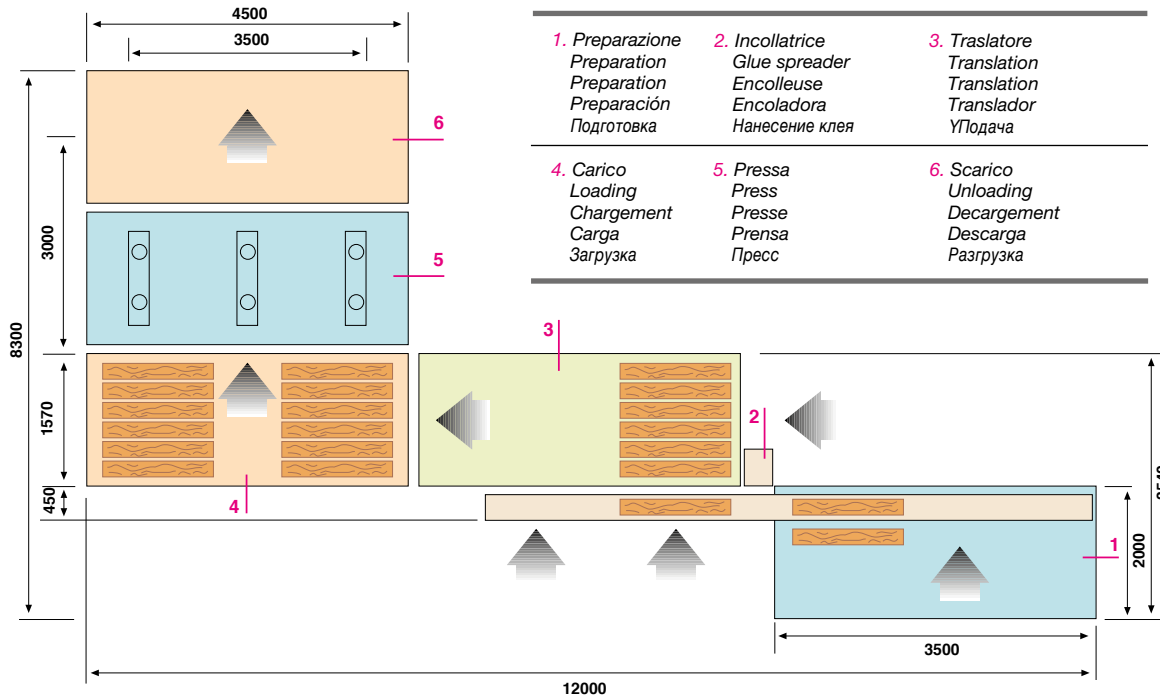 4500
3500
1. Preparazione
Preparation
Preparation
Preparación
Подготовка
2. Incollatrice
Glue spreader
Encolleuse
Encoladora
Нанесение клея
3. Traslatore
Translation
Translation
Translador
YПодача
4. Carico
Loading
Chargement
Carga
Загрузка
5. Pressa
Press
Presse
Prensa
Пресс
6. Scarico
Unloading
Decargement
Descarga
Разгрузка
6
3000
5
8300
3
1570
2
450
4
1
2000
3500
12000